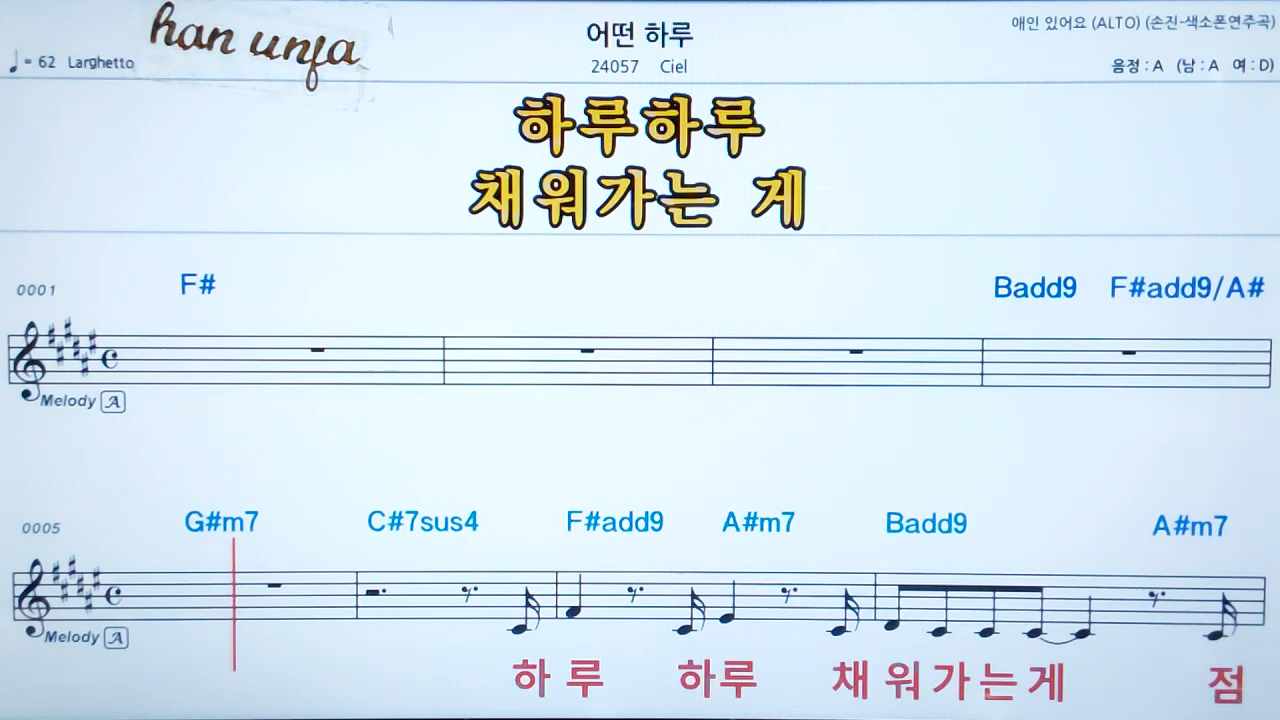 han unja
어떤 하루
애인 있어요 (ALTO) (손진-색소폰연주곡)
♩ = 62 Larghetto
24057 Ciel
음정 : A (남 : A 여 : D)
하루하루
채워가는 게
0001 F# Badd9 F#add9/A#
Melody A
0005 G#m7 C#7sus4 F#add9 A#m7 Badd9 A#m7
Melody A
하 루 하루 채 워 가 는 게 점